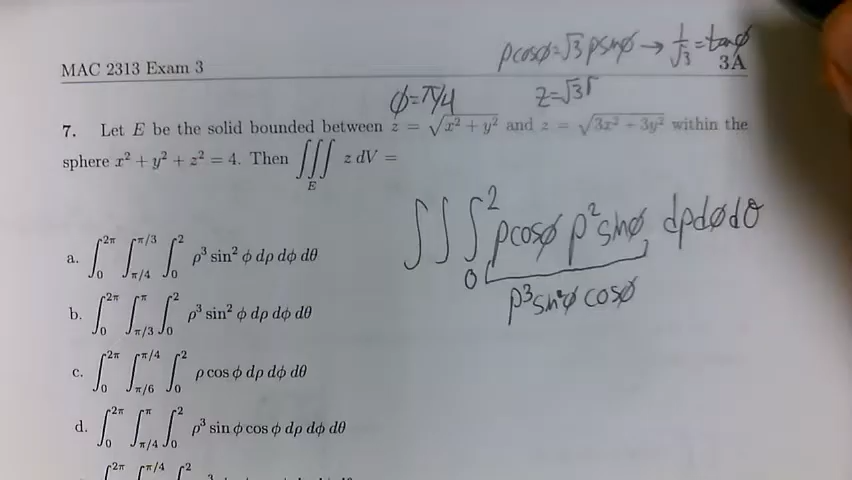 ρcosφ=√3 ρsinφ → 1/√3 = tanφ
MAC 2313 Exam 3
3A
φ=π/4
z=√3r
7. Let E be the solid bounded between z = √(x² + y²) and z = √(3x² + 3y²) within the
sphere x² + y² + z² = 4. Then ∭_E z dV =
∫∫∫_0^2 ρcosφ ρ²sinφ dρdφdθ
ρ³sinφ cosφ
a. ∫_0^{2π} ∫_{π/4}^{π/3} ∫_0^2 ρ³ sin² φ dρ dφ dθ
b. ∫_0^{2π} ∫_{π/3}^{π} ∫_0^2 ρ³ sin² φ dρ dφ dθ
c. ∫_0^{2π} ∫_{π/6}^{π/4} ∫_0^2 ρ cos φ dρ dφ dθ
d. ∫_0^{2π} ∫_{π/4}^{π} ∫_0^2 ρ³ sin φ cos φ dρ dφ dθ